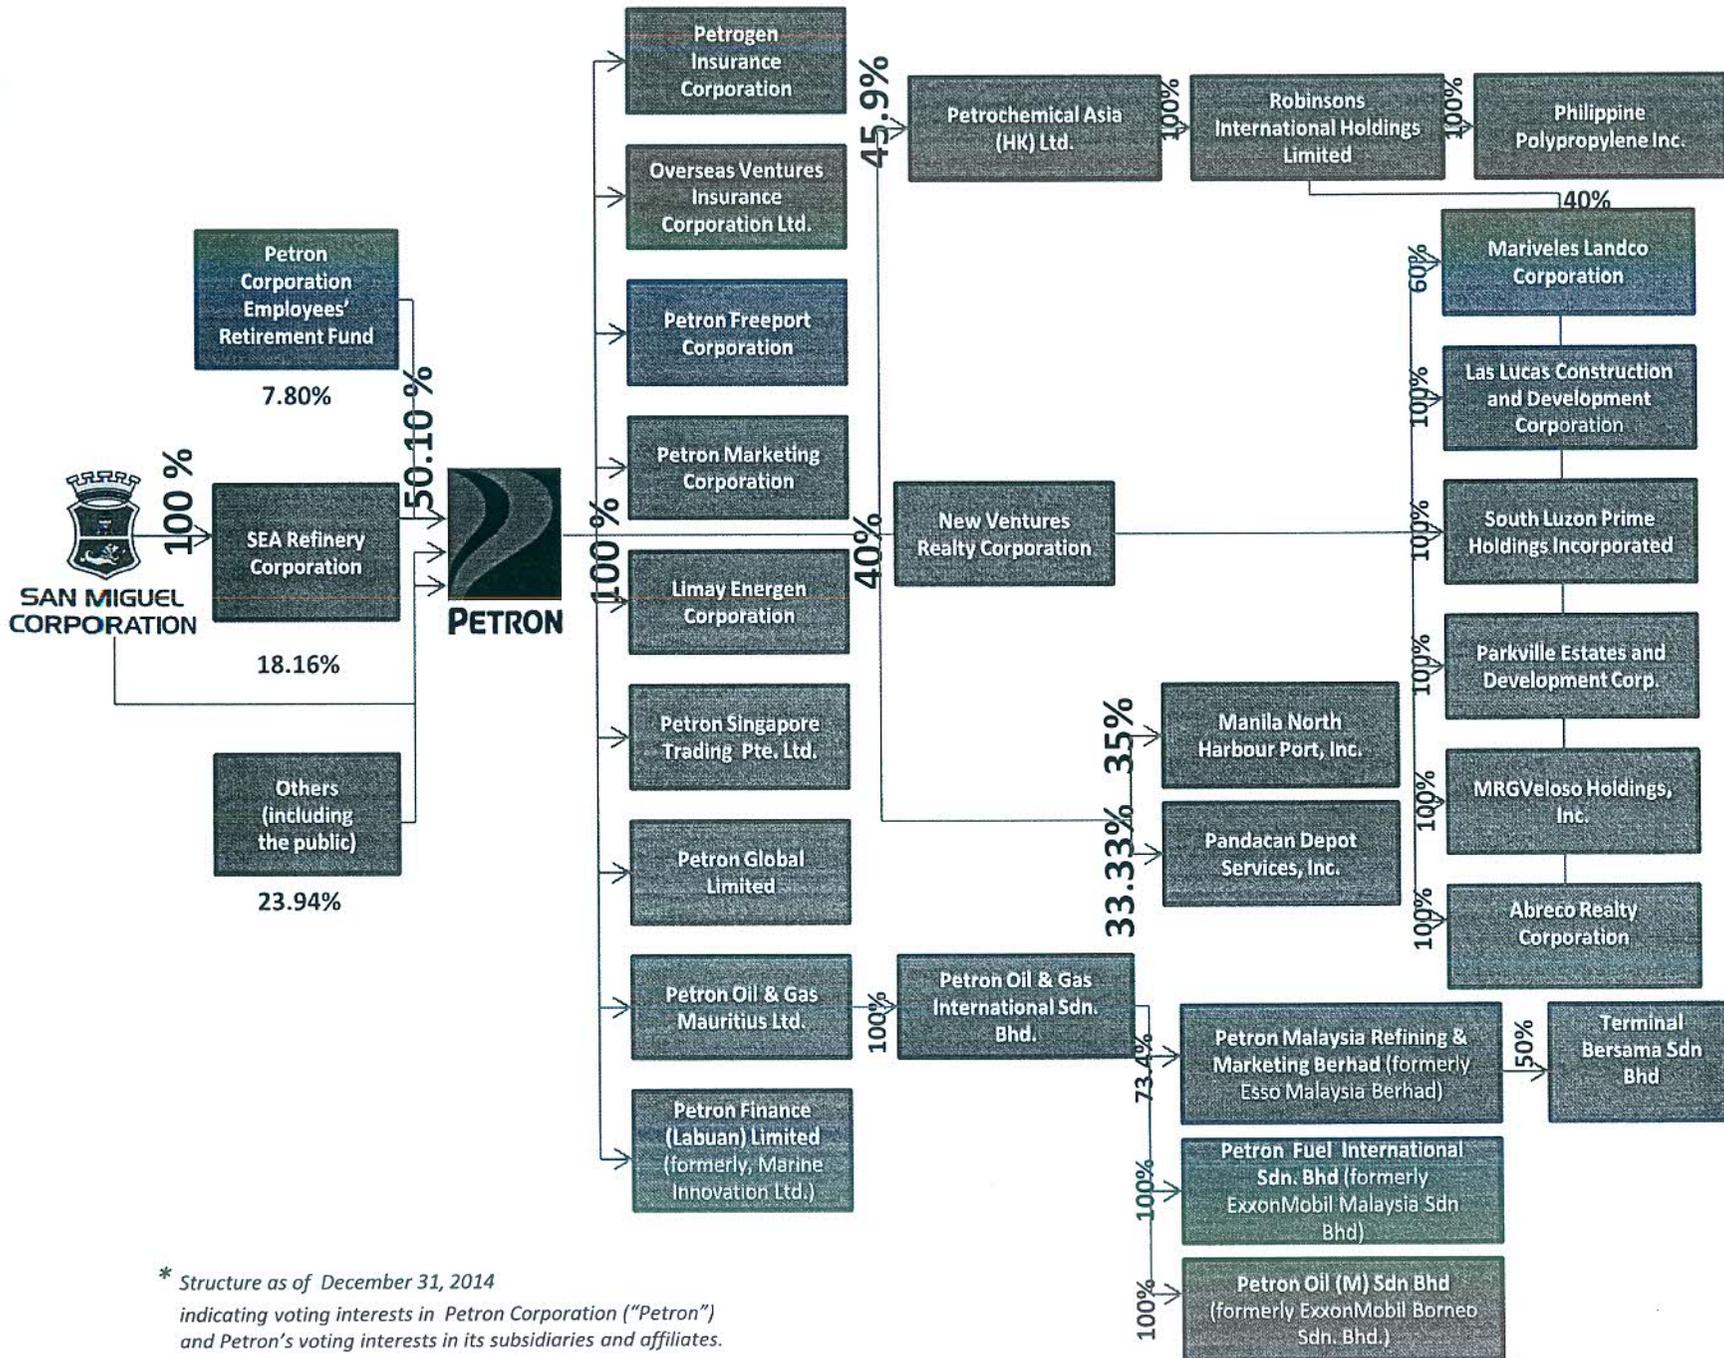 Petrogen
Insurance
Corporation
Overseas Ventures
Insurance
Corporation Ltd.
Petron Freeport
Corporation
Petron Marketing
Corporation
Limay Energen
Corporation
Petron Singapore
Trading Pte. Ltd.
Petron Global
Limited
Petron Oil & Gas
Mauritius Ltd.
Petron Finance
(Labuan) Limited
(formerly, Marine
Innovation Ltd.)
Petron
Corporation
Employees'
Retirement Fund
7.80%
50.10 %
100 %
SAN MIGUEL
CORPORATION
SEA Refinery
Corporation
18.16%
Others
(including
the public)
23.94%
PETRON
100 %
45.9%
Petrochemical Asia
(HK) Ltd.
100%
Robinsons
International Holdings
Limited
100%
Philippine
Polypropylene Inc.
40%
40%
New Ventures
Realty Corporation
60%
Mariveles Landco
Corporation
100%
Las Lucas Construction
and Development
Corporation
100%
South Luzon Prime
Holdings Incorporated
100%
Parkville Estates and
Development Corp.
100%
MRGVeloso Holdings,
Inc.
100%
Abreco Realty
Corporation
35%
Manila North
Harbour Port, Inc.
33.33%
Pandacan Depot
Services, Inc.
100%
Petron Oil & Gas
International Sdn.
Bhd.
73.4%
Petron Malaysia Refining &
Marketing Berhad (formerly
Esso Malaysia Berhad)
50%
Terminal
Bersama Sdn
Bhd
100%
Petron Fuel International
Sdn. Bhd (formerly
ExxonMobil Malaysia Sdn
Bhd)
100%
Petron Oil (M) Sdn Bhd
(formerly ExxonMobil Borneo
Sdn. Bhd.)
* Structure as of December 31, 2014
indicating voting interests in Petron Corporation ("Petron")
and Petron's voting interests in its subsidiaries and affiliates.